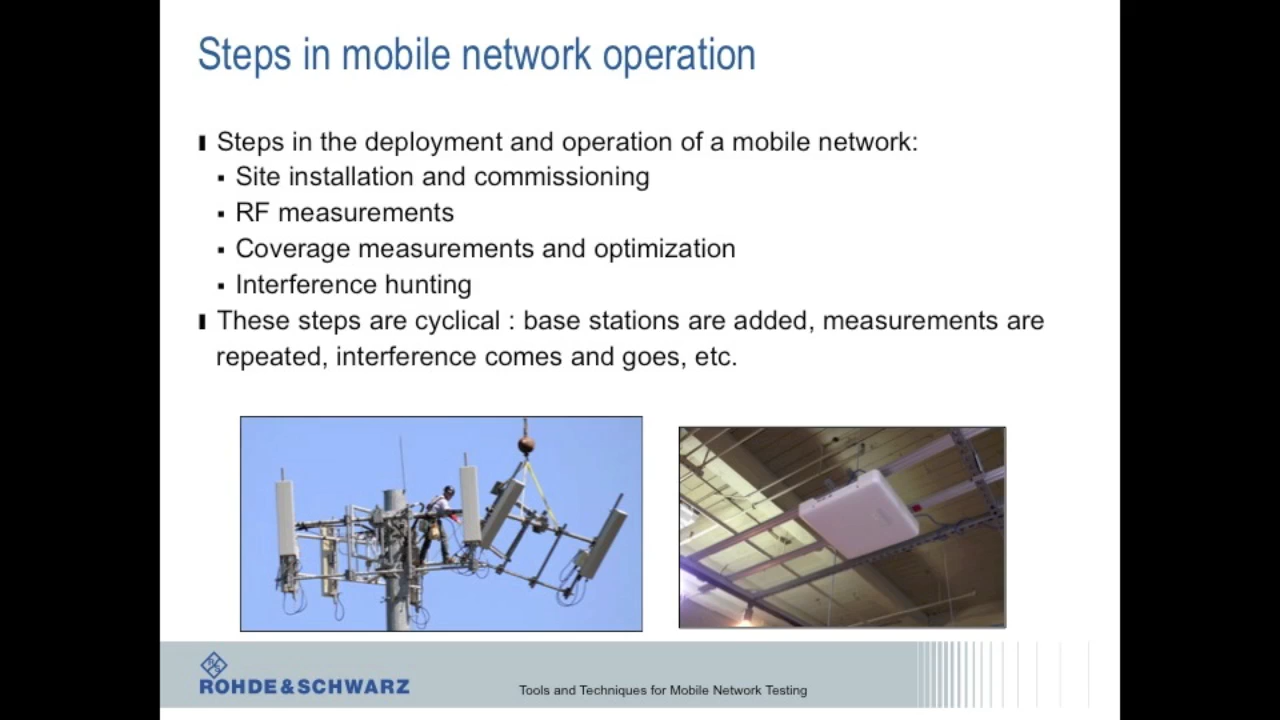 Steps in mobile network operation
Steps in the deployment and operation of a mobile network:
Site installation and commissioning
RF measurements
Coverage measurements and optimization
Interference hunting
These steps are cyclical : base stations are added, measurements are
repeated, interference comes and goes, etc.
R S
ROHDE&SCHWARZ
Tools and Techniques for Mobile Network Testing